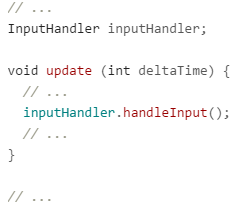 // ...
InputHandler inputHandler;
void update (int deltaTime) {
// ...
inputHandler.handleInput();
// ...
}
// ...